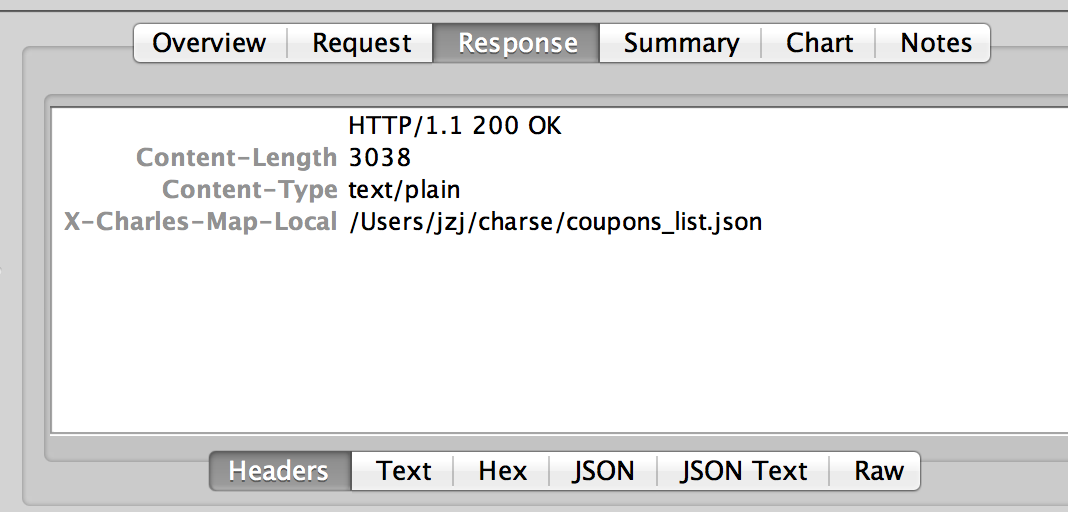 Overview Request Response Summary Chart Notes
HTTP/1.1 200 OK
Content-Length 3038
Content-Type text/plain
X-Charles-Map-Local /Users/jzj/charse/coupons_list.json
Headers Text Hex JSON JSON Text Raw